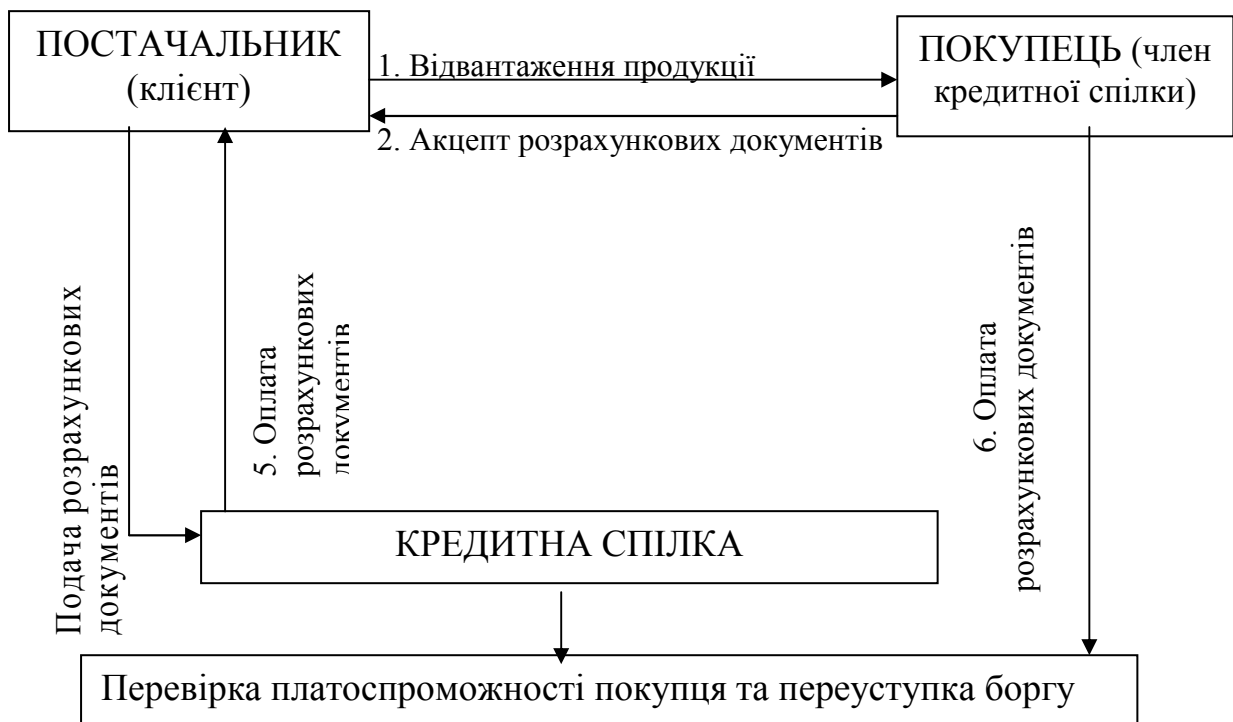 ПОСТАЧАЛЬНИК
(клієнт)
1. Відвантаження продукції
2. Акцепт розрахункових документів
ПОКУПЕЦЬ (член
кредитної спілки)
Подача розрахункових
документів
5. Оплата
розрахункових
документів
6. Оплата
розрахункових документів
КРЕДИТНА СПІЛКА
Перевірка платоспроможності покупця та переуступка боргу